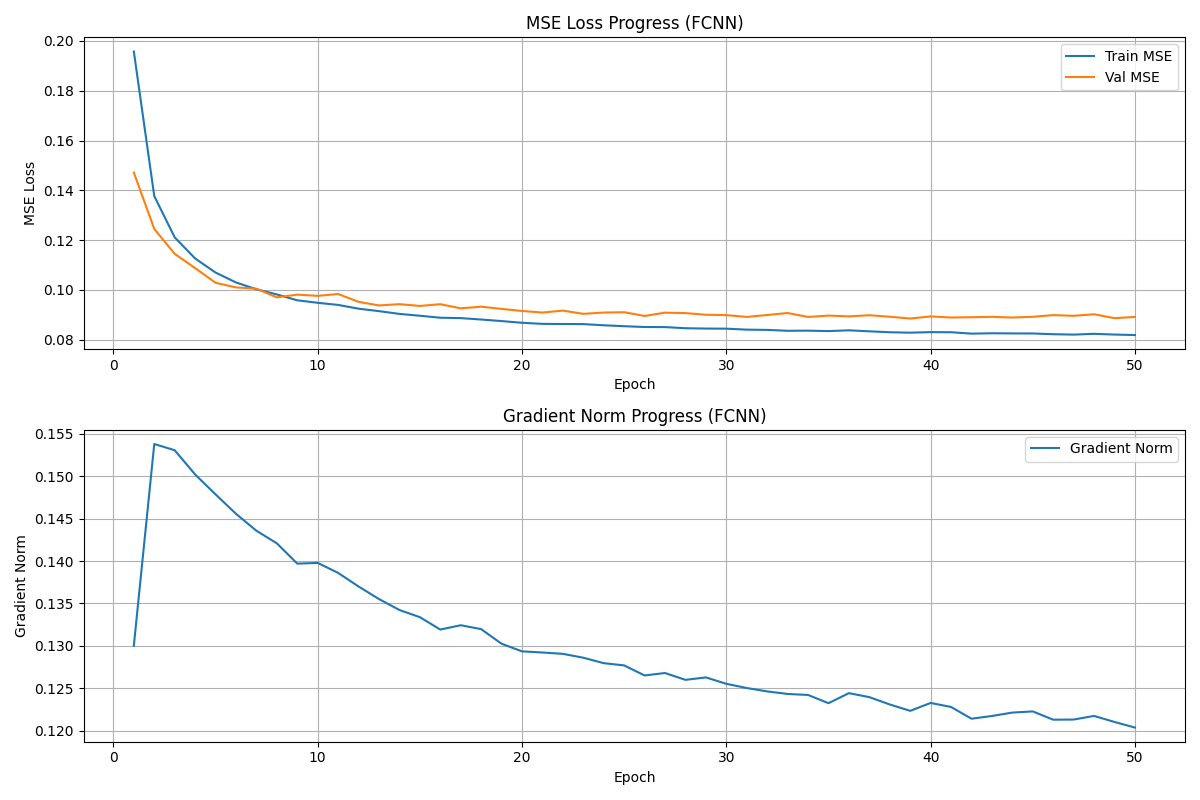 MSE Loss Progress (FCNN)
0.20
0.18
0.16
0.14
0.12
0.10
0.08
MSE Loss
Train MSE
Val MSE
0 10 20 30 40 50
Epoch
Gradient Norm Progress (FCNN)
0.155
0.150
0.145
0.140
0.135
0.130
0.125
0.120
Gradient Norm
Gradient Norm
0 10 20 30 40 50
Epoch